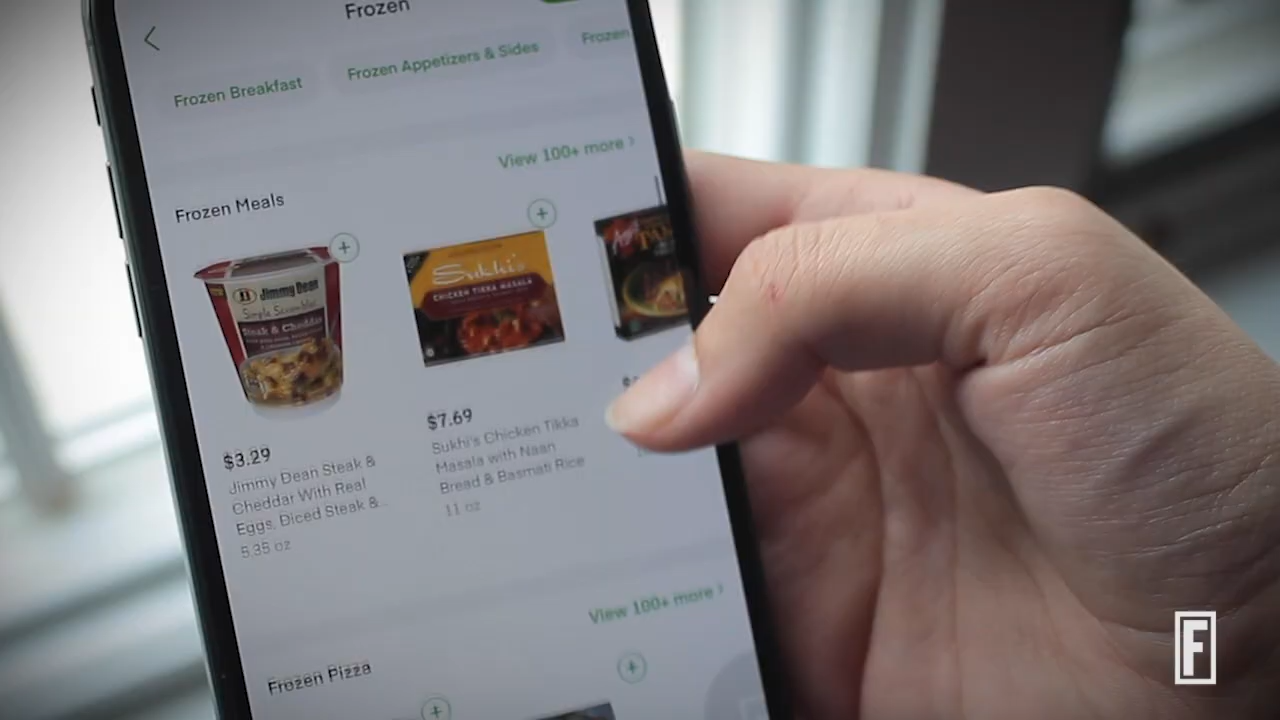 Frozen
Frozen Breakfast
Frozen Appetizers & Sides
Frozen
View 100+ more
Frozen Meals
Jimmy Dean
Simple Scrambles
Steak & Cheddar
Sukhi's
CHICKEN TIKKA MASALA
$3.29
Jimmy Dean Steak &
Cheddar With Real
Eggs, Diced Steak &...
5.35 oz
$7.69
Sukhi's Chicken Tikka
Masala with Naan
Bread & Basmati Rice
11 oz
View 100+ more
Frozen Pizza
F